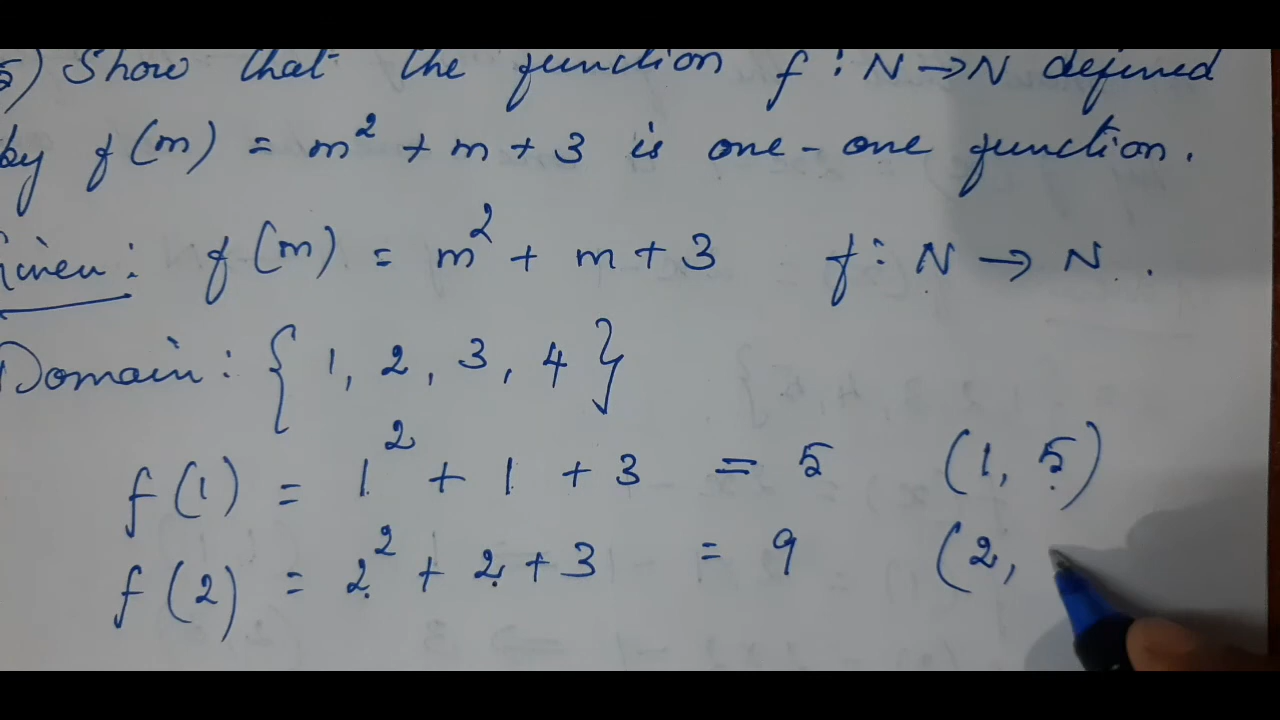 5) Show that the function f : N → N defined
by f(m) = m² + m + 3 is one-one function.
Given: f(m) = m² + m + 3 f : N → N.
Domain: { 1, 2, 3, 4 }
f(1) = 1² + 1 + 3 = 5 (1, 5)
f(2) = 2² + 2 + 3 = 9 (2,